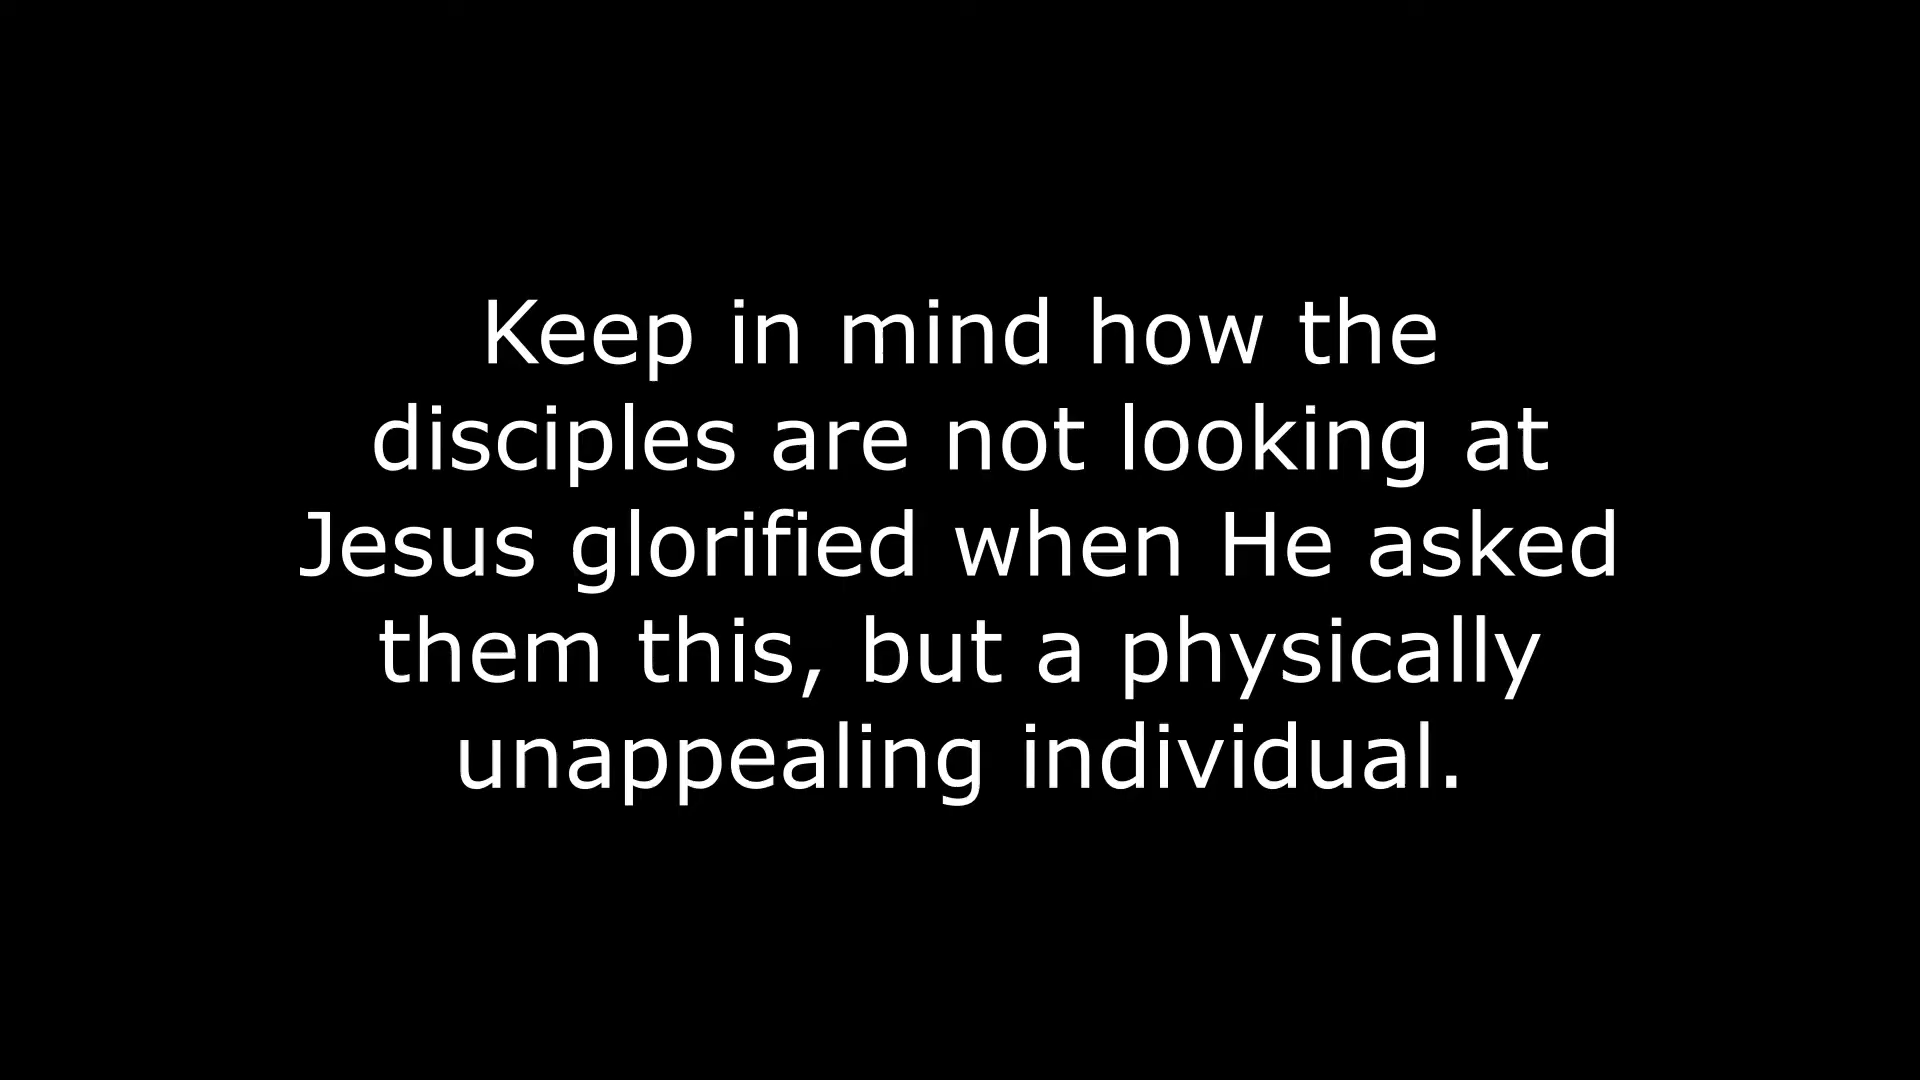 Keep in mind how the
disciples are not looking at
Jesus glorified when He asked
them this, but a physically
unappealing individual.